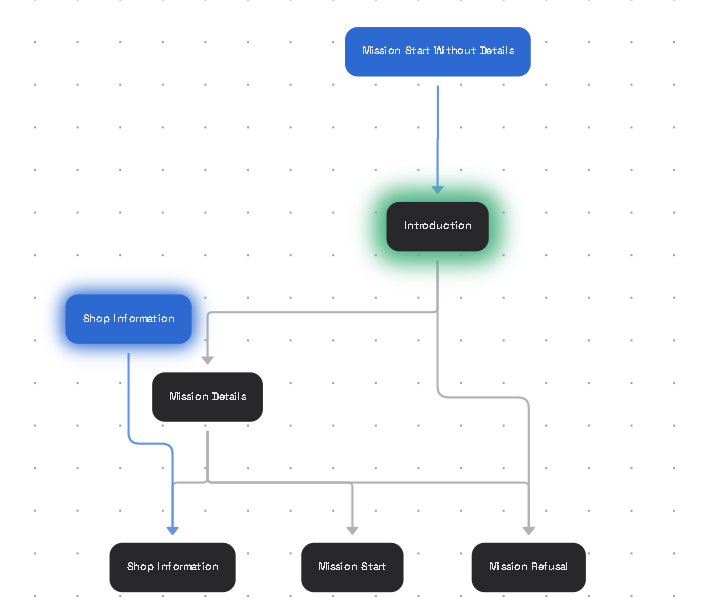 Mission Start Without Details
Introduction
Shop Information
Mission Details
Shop Information
Mission Start
Mission Refusal